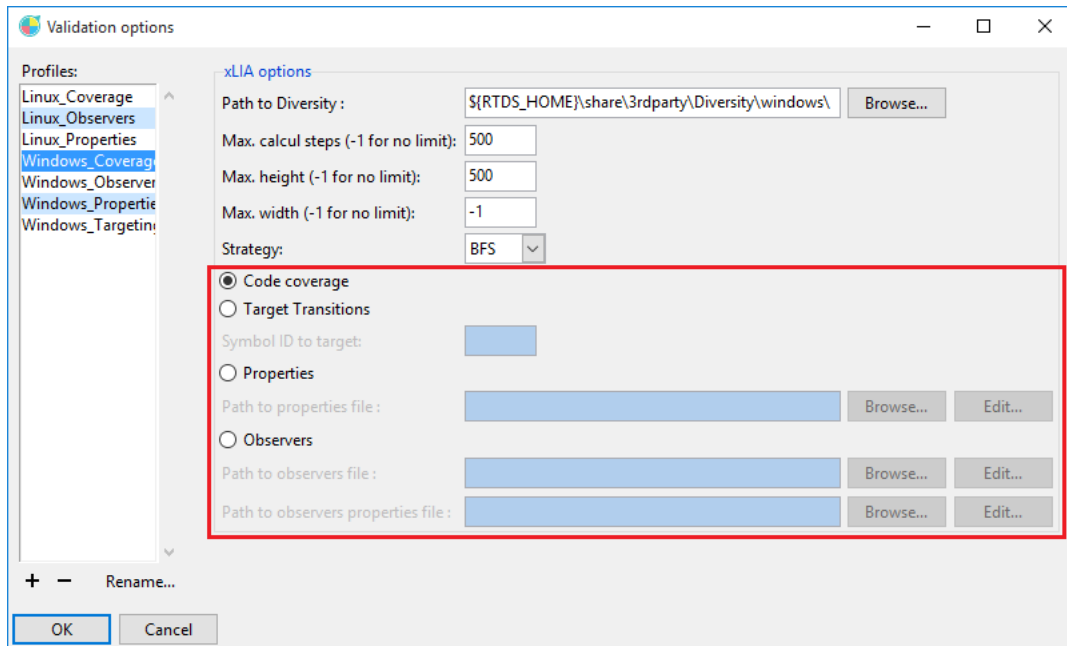 Validation options
Profiles:
Linux_Coverage
Linux_Observers
Linux_Properties
Windows_Coverag
Windows_Observer
Windows_Propertie
Windows_Targetin
+ − Rename...
xLIA options
Path to Diversity : ${RTDS_HOME}\share\3rdparty\Diversity\windows\ Browse...
Max. calcul steps (-1 for no limit): 500
Max. height (-1 for no limit): 500
Max. width (-1 for no limit): -1
Strategy: BFS
Code coverage
Target Transitions
Symbol ID to target:
Properties
Path to properties file : Browse... Edit...
Observers
Path to observers file : Browse... Edit...
Path to observers properties file : Browse... Edit...
OK Cancel